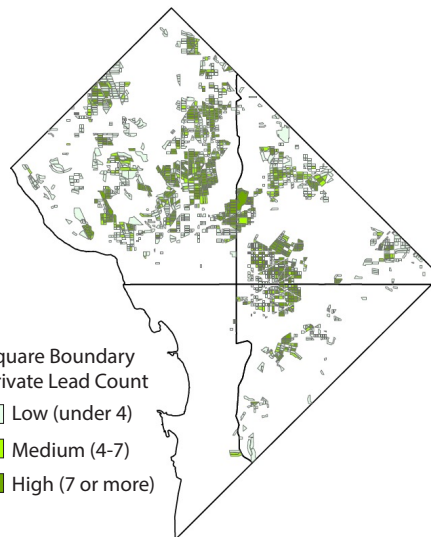 quare Boundary
rivate Lead Count
Low (under 4)
Medium (4-7)
High (7 or more)